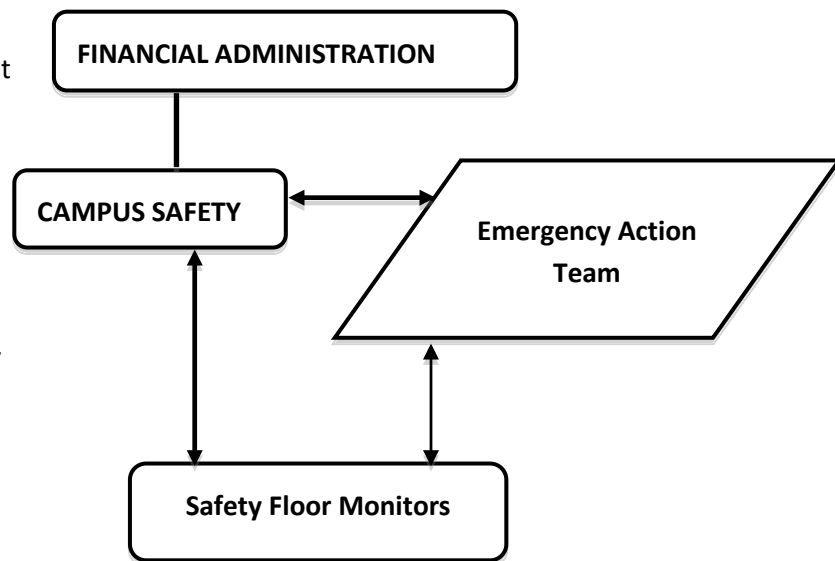 FINANCIAL ADMINISTRATION
t
CAMPUS SAFETY
Emergency Action
Team
Safety Floor Monitors